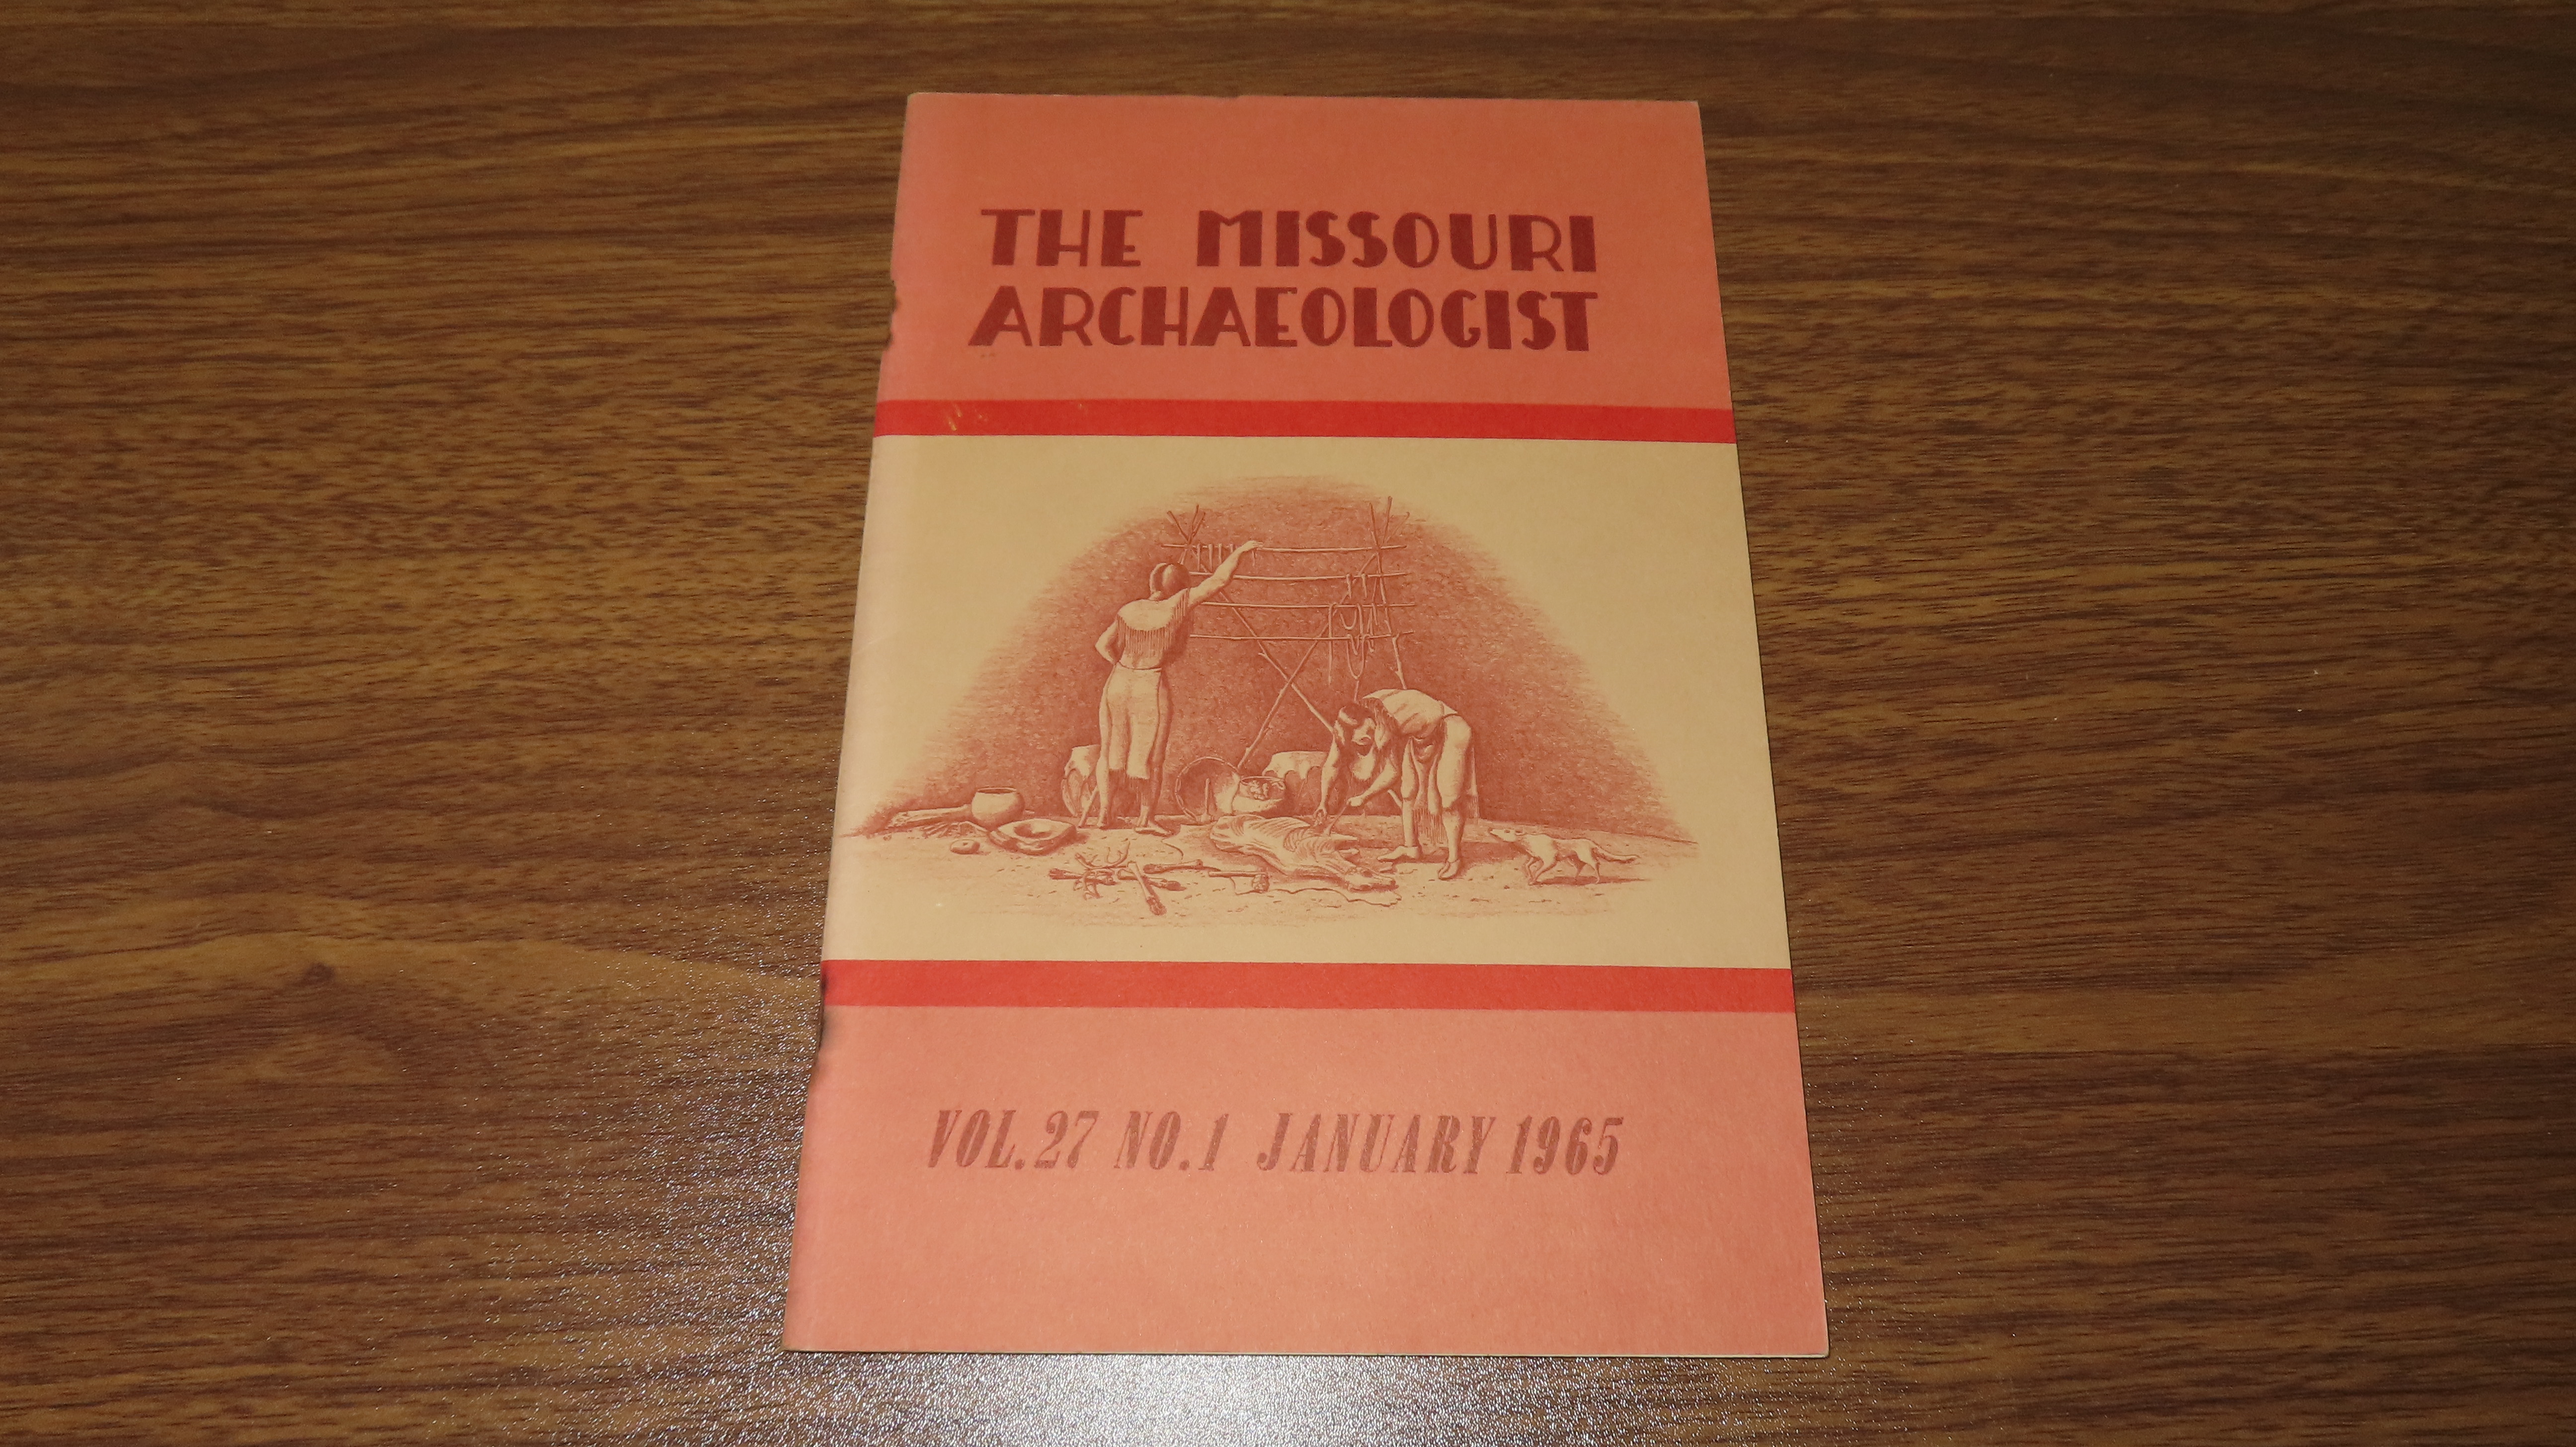 THE MISSOURI
ARCHAEOLOGIST
VOL. 27 NO. 1 JANUARY 1965